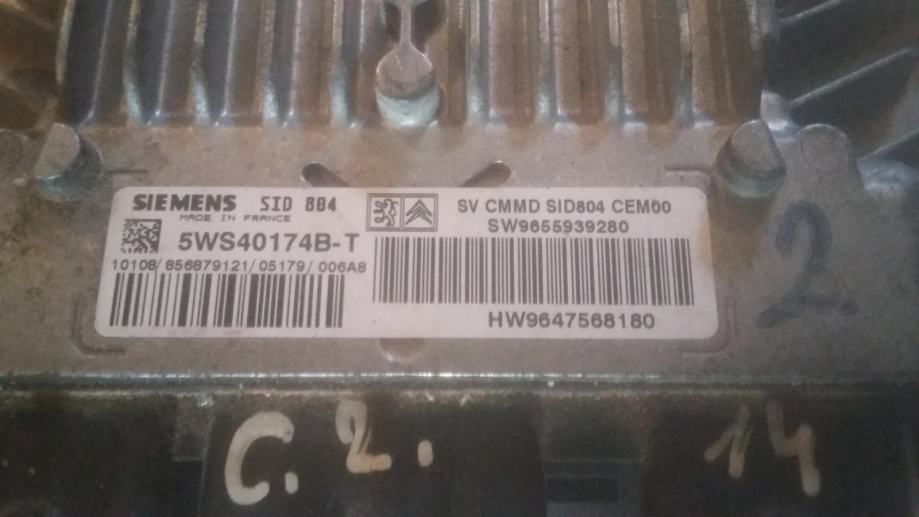 SIEMENS SID 804
MADE IN FRANCE
5WS40174B-T
10108/856879121/05179/006A8
SV CMMD SID804 CEM00
SW9655939280
HW9647568180
2
C.2. 14